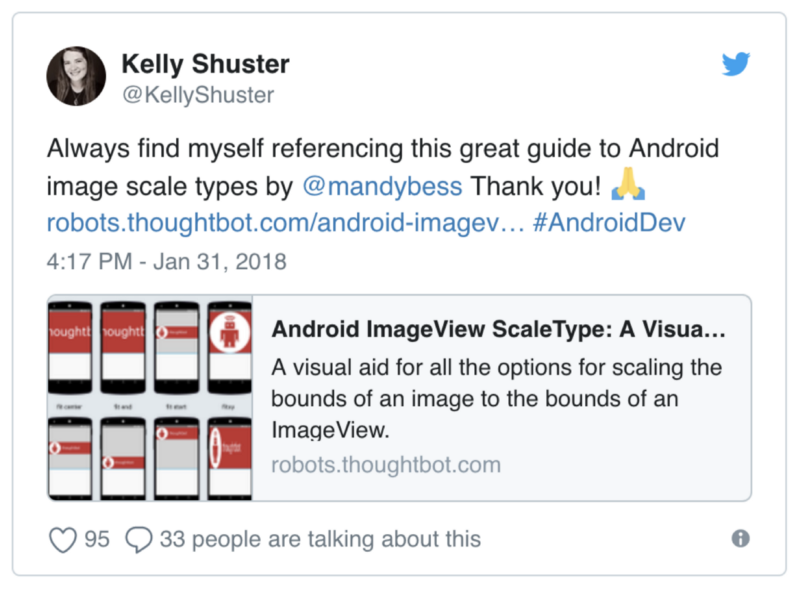 Kelly Shuster
@KellyShuster
Always find myself referencing this great guide to Android
image scale types by @mandybess Thank you! 🙏
robots.thoughtbot.com/android-imagev… #AndroidDev
4:17 PM - Jan 31, 2018
Android ImageView ScaleType: A Visua...
A visual aid for all the options for scaling the
bounds of an image to the bounds of an
ImageView.
robots.thoughtbot.com
fit center fit end fit start fitxy
95 33 people are talking about this